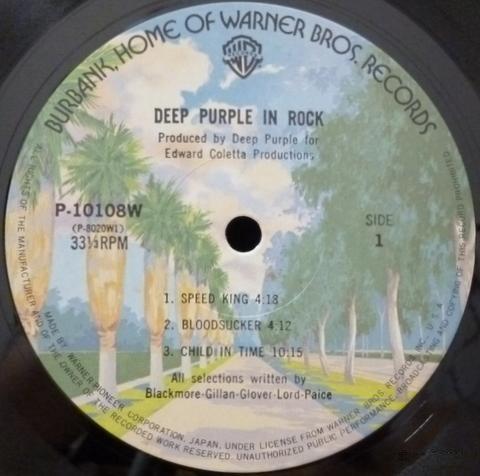 BURBANK, HOME OF WARNER BROS. RECORDS
DEEP PURPLE IN ROCK
Produced by Deep Purple for
Edward Coletta Productions
P-10108W
(P-8020W1)
33⅓RPM
SIDE
1
1. SPEED KING 4:18
2. BLOODSUCKER 4:12
3. CHILD IN TIME 10:15
All selections written by
Blackmore-Gillan-Glover-Lord-Paice
MADE BY WARNER-PIONEER CORPORATION, JAPAN, UNDER LICENSE FROM WARNER BROS. RECORDS INC., U.S.A.
ALL RIGHTS OF THE MANUFACTURER AND OF THE OWNER OF THE RECORDED WORK RESERVED. UNAUTHORIZED PUBLIC PERFORMANCE, BROADCASTING AND COPYING OF THIS RECORD PROHIBITED